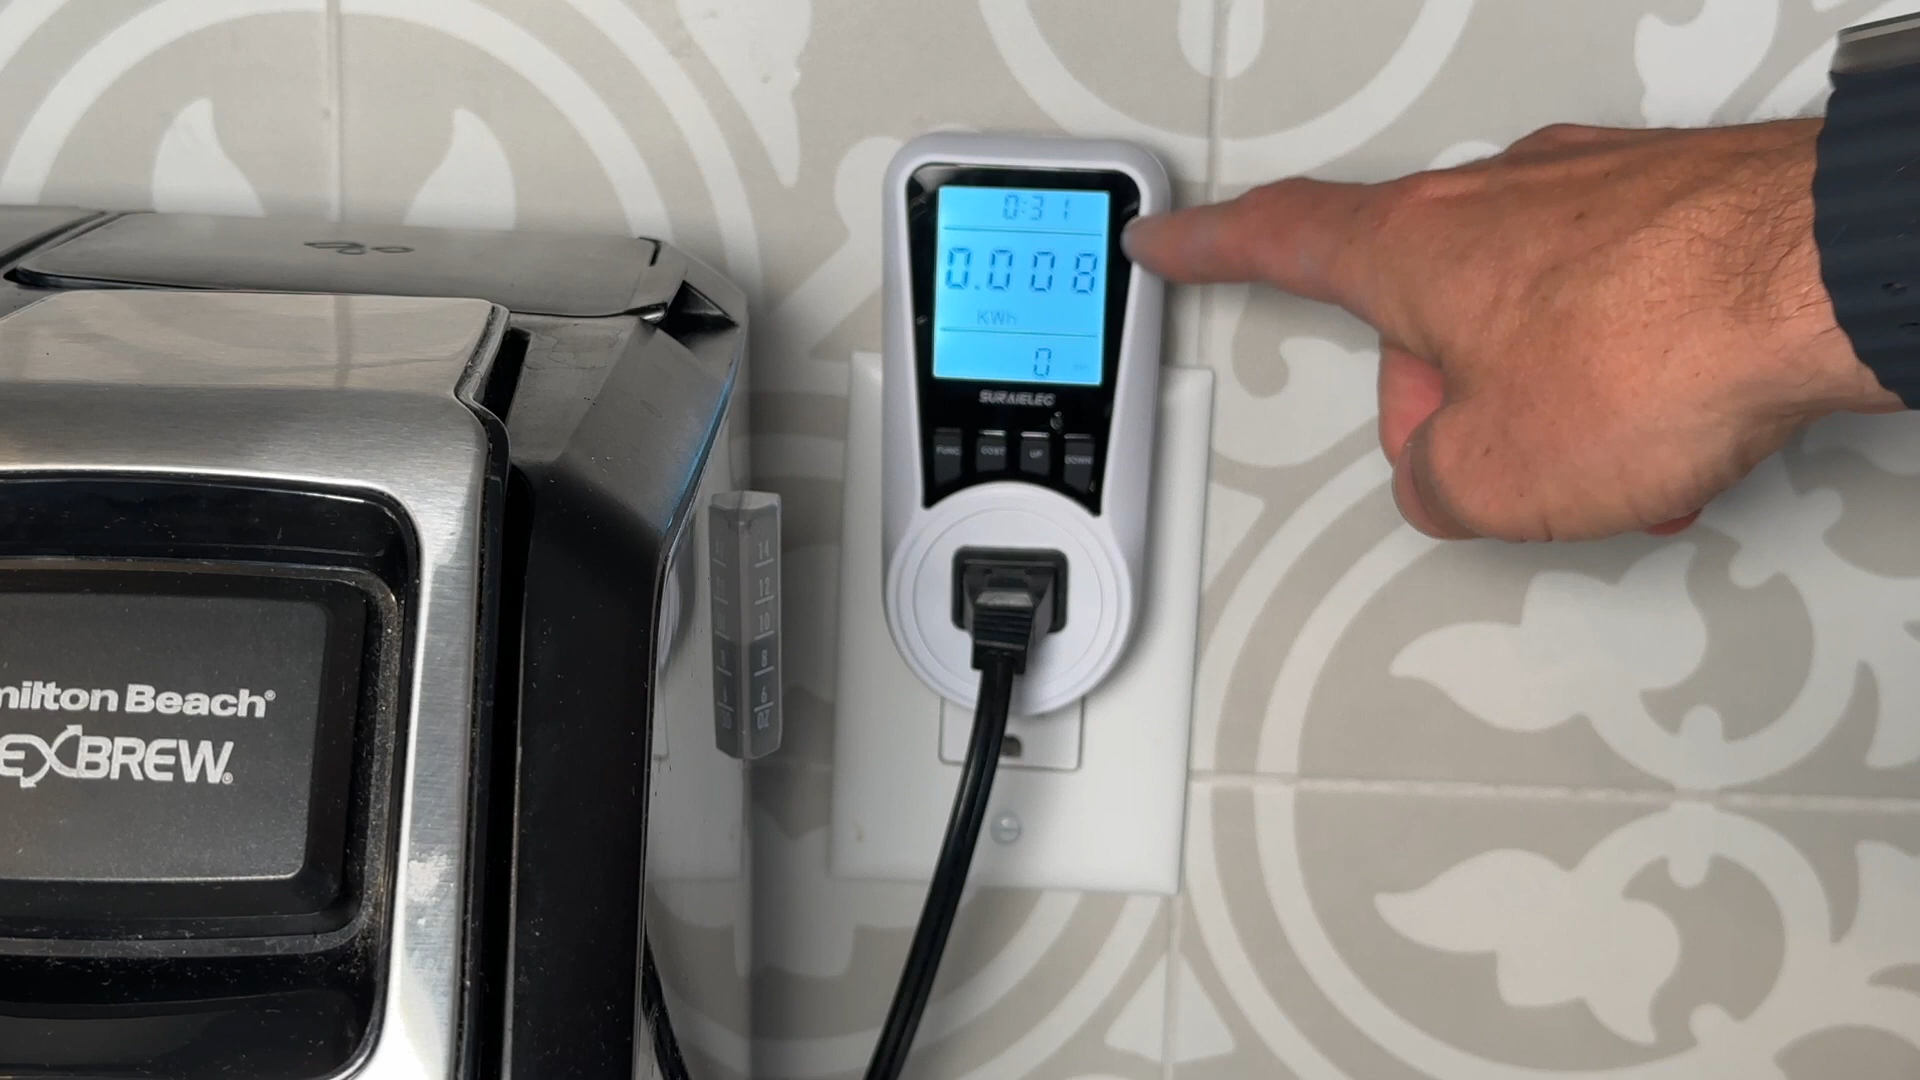 0:31
0.008
KWh
0
SURAIELEC
FUNC COST UP DOWN
14
12
10
8
6
OZ
milton Beach®
EXBREW®